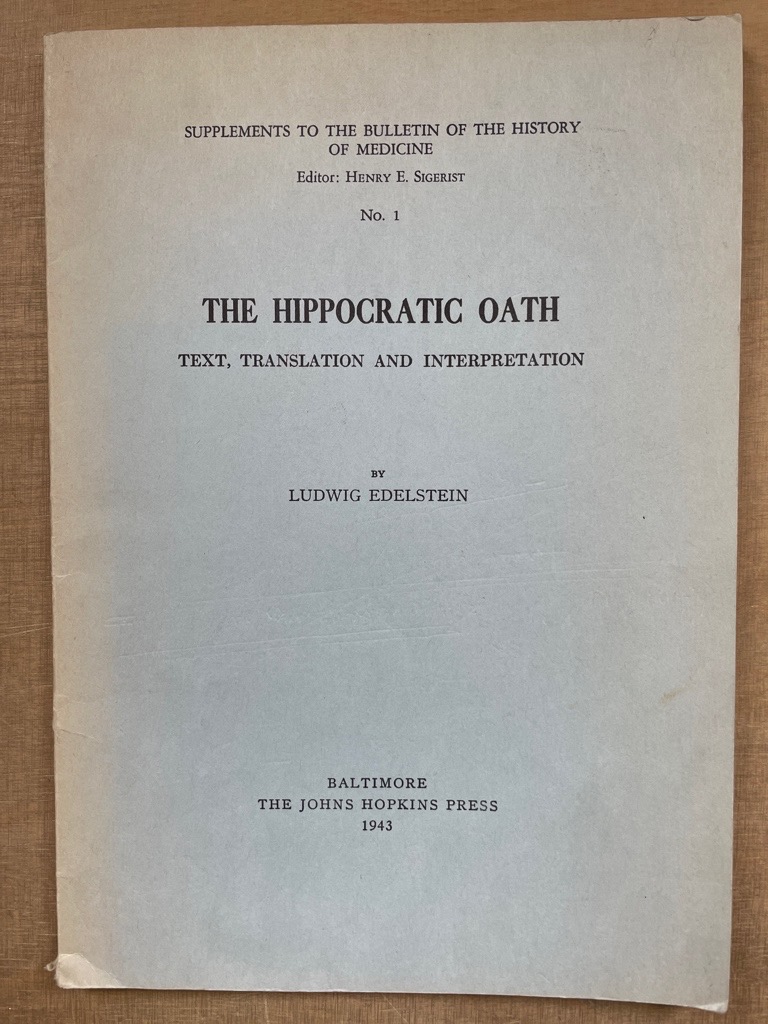 SUPPLEMENTS TO THE BULLETIN OF THE HISTORY
OF MEDICINE
Editor: HENRY E. SIGERIST
No. 1
THE HIPPOCRATIC OATH
TEXT, TRANSLATION AND INTERPRETATION
BY
LUDWIG EDELSTEIN
BALTIMORE
THE JOHNS HOPKINS PRESS
1943